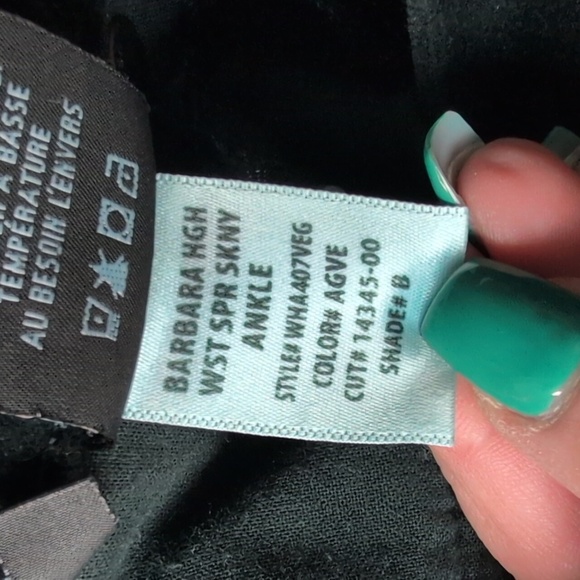 À BASSE
TEMPÉRATURE
AU BESOIN L'ENVERS
BARBARA HGH
WST SPR SKNY
ANKLE
STYLE# WHA407VEG
COLOR# AGVE
CUT# 14345-00
SHADE# B